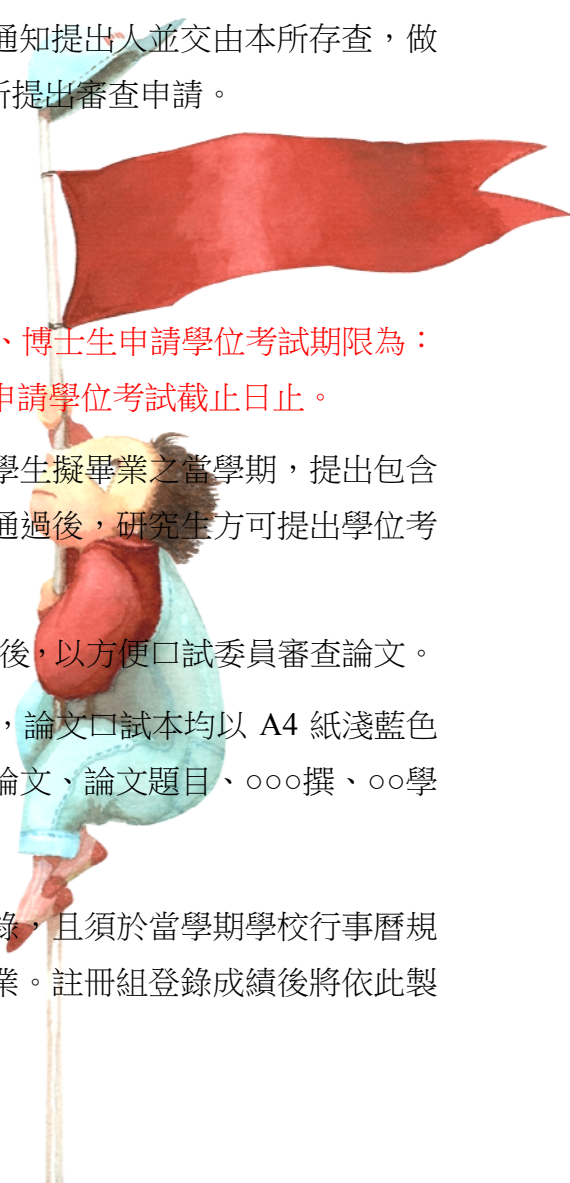 通知提出人並交由本所存查，做
所提出審查申請。
、博士生申請學位考試期限為：
申請學位考試截止日止。
學生擬畢業之當學期，提出包含
通過後，研究生方可提出學位考
後，以方便口試委員審查論文。
，論文口試本均以 A4 紙淺藍色
論文、論文題目、○○○撰、○○學
錄，且須於當學期學校行事曆規
業。註冊組登錄成績後將依此製